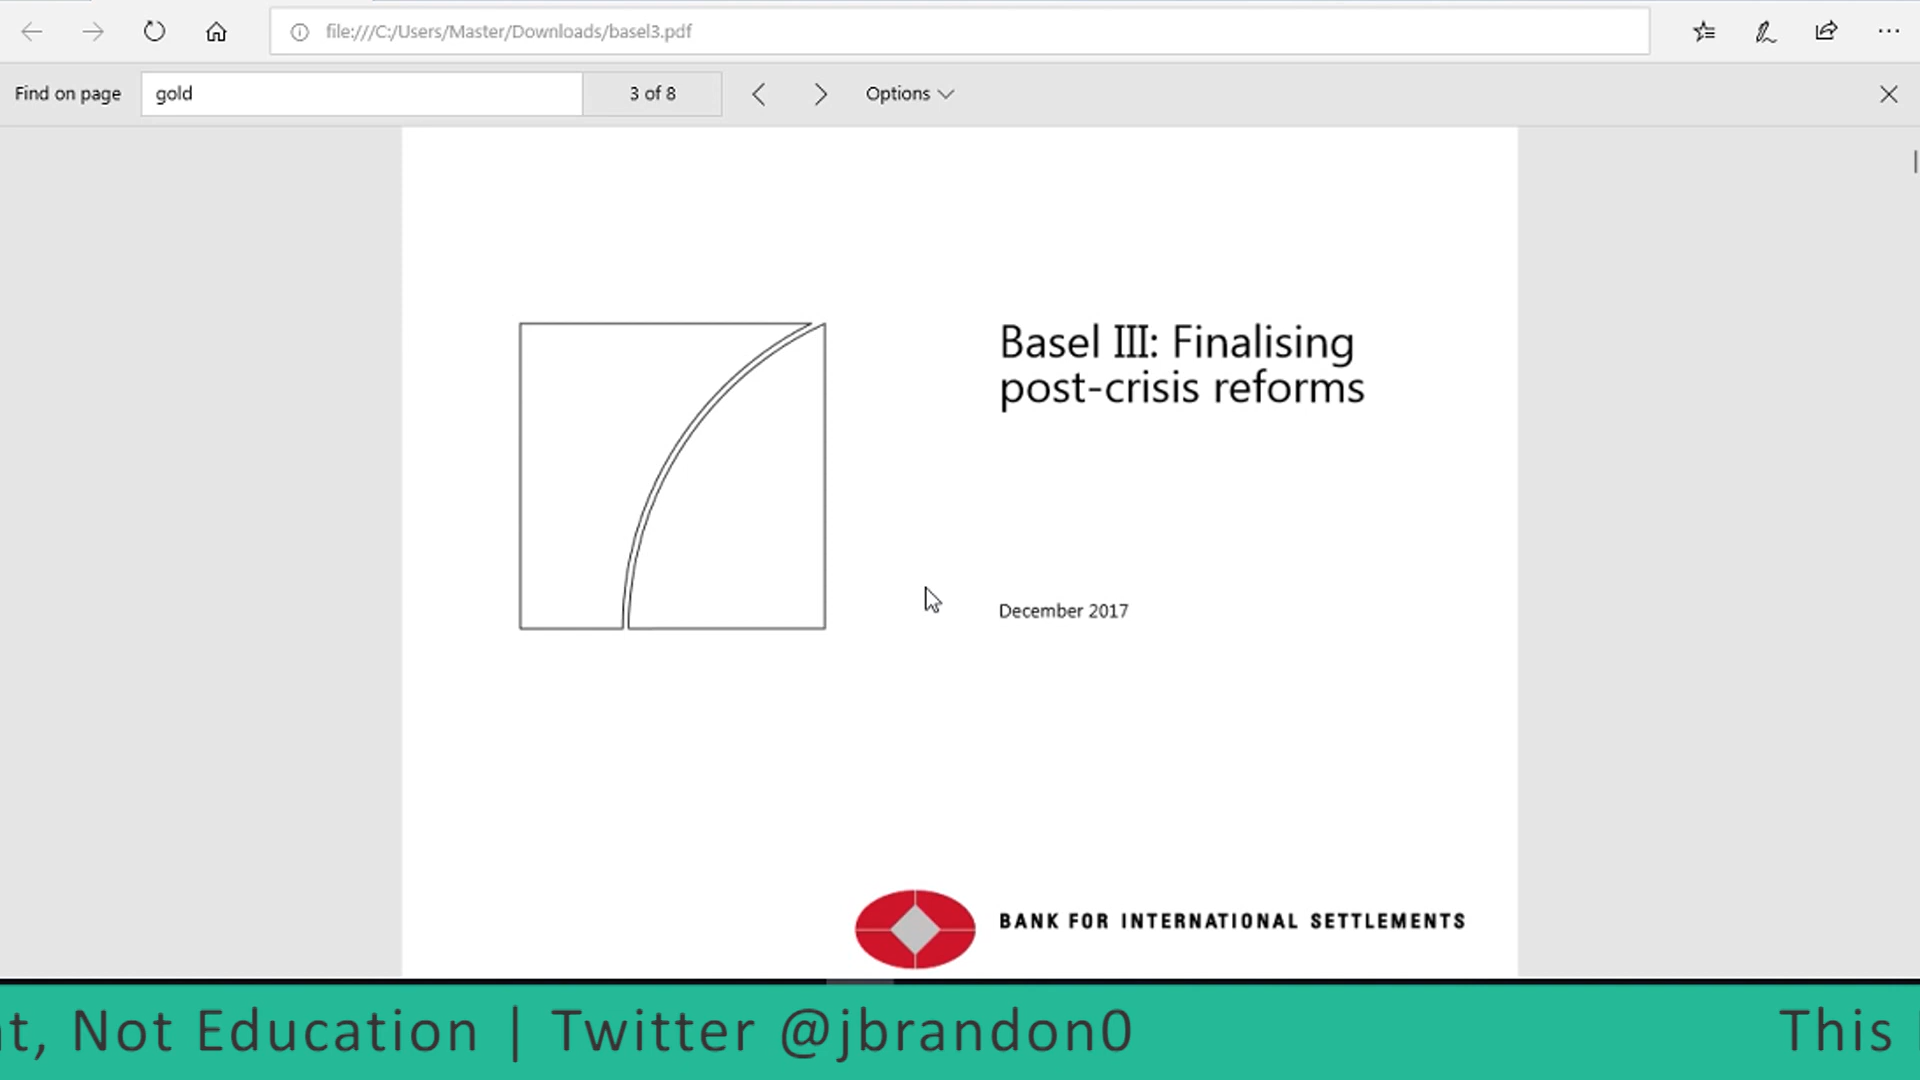 file:///C:/Users/Master/Downloads/basel3.pdf
Find on page
gold
3 of 8
Options
Basel III: Finalising
post-crisis reforms
December 2017
BANK FOR INTERNATIONAL SETTLEMENTS
t, Not Education | Twitter @jbrandon0
This